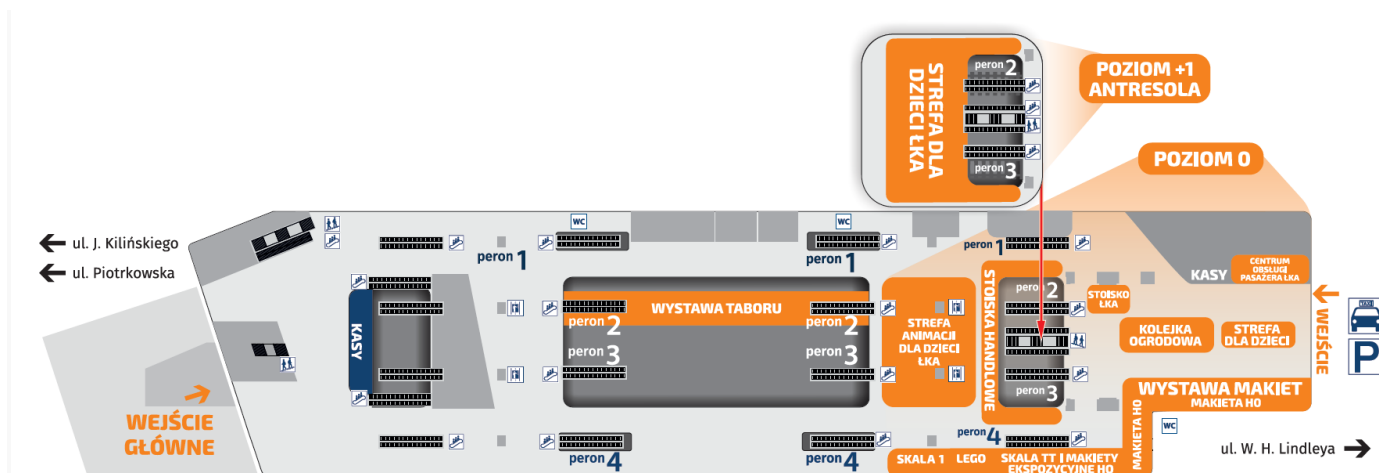 STREFA DLA
DZIECI ŁKA
peron 2
peron 3
POZIOM +1
ANTRESOLA
POZIOM 0
ul. J. Kilińskiego
ul. Piotrkowska
WC
WC
peron 1
peron 1
peron 1
KASY
CENTRUM
OBSŁUGI
PASAŻERA ŁKA
WEJŚCIE
TAXI
P
KASY
WYSTAWA TABORU
peron 2
peron 2
peron 3
peron 3
STREFA
ANIMACJI
DLA DZIECI
ŁKA
STOISKA HANDLOWE
peron 2
peron 3
STOISKO
ŁKA
KOLEJKA
OGRODOWA
STREFA
DLA DZIECI
WYSTAWA MAKIET
MAKIETA HO
MAKIETA HO
WC
WEJŚCIE
GŁÓWNE
peron 4
peron 4
peron 4
SKALA 1
LEGO
SKALA TT I MAKIETY
EKSPOZYCYJNE HO
ul. W. H. Lindleya